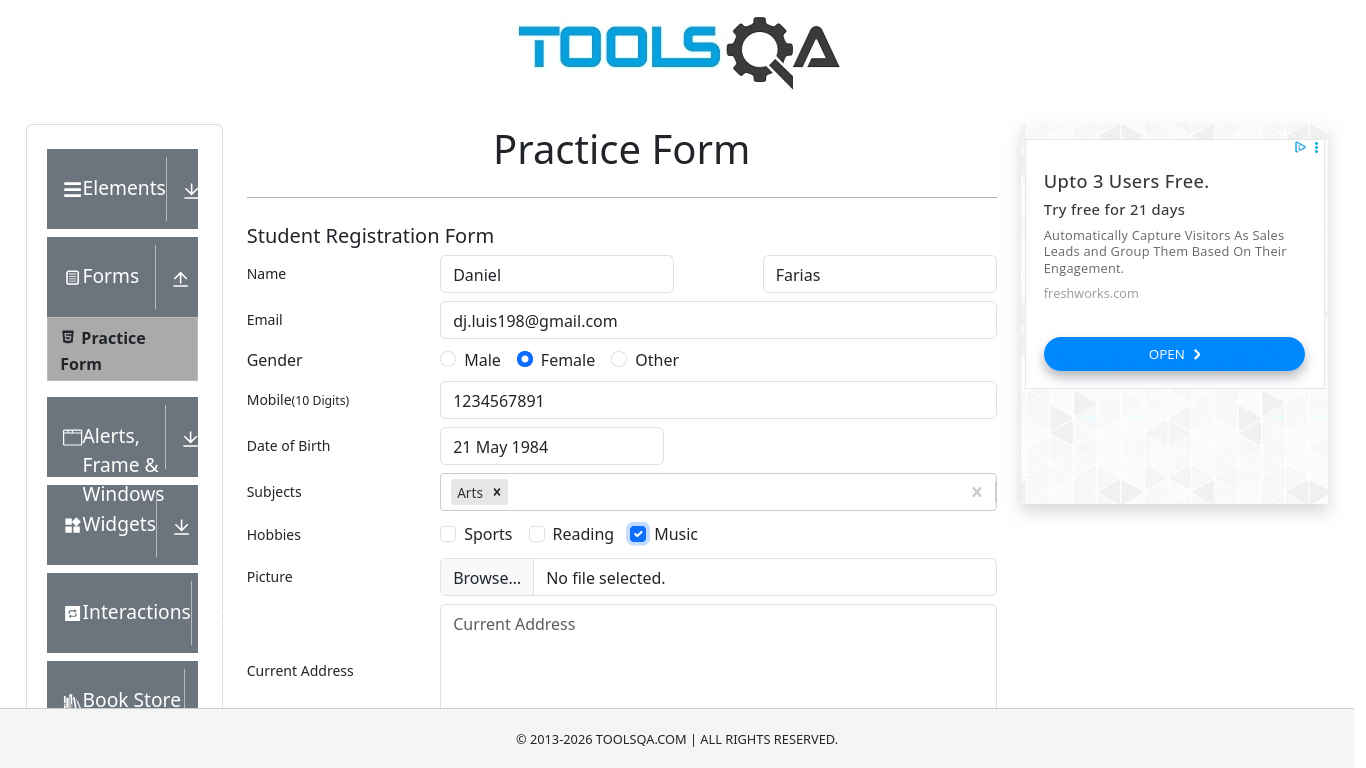 TOOLSQA
Practice Form
Elements
Forms
Practice
Form
Alerts,
Frame &
Windows
Widgets
Interactions
Book Store
Student Registration Form
Name
Daniel
Farias
Email
dj.luis198@gmail.com
Gender
Male
Female
Other
Mobile(10 Digits)
1234567891
Date of Birth
21 May 1984
Subjects
Arts
Hobbies
Sports
Reading
Music
Picture
Browse...
No file selected.
Current Address
Current Address
Upto 3 Users Free.
Try free for 21 days
Automatically Capture Visitors As Sales
Leads and Group Them Based On Their
Engagement.
freshworks.com
OPEN
© 2013-2026 TOOLSQA.COM | ALL RIGHTS RESERVED.